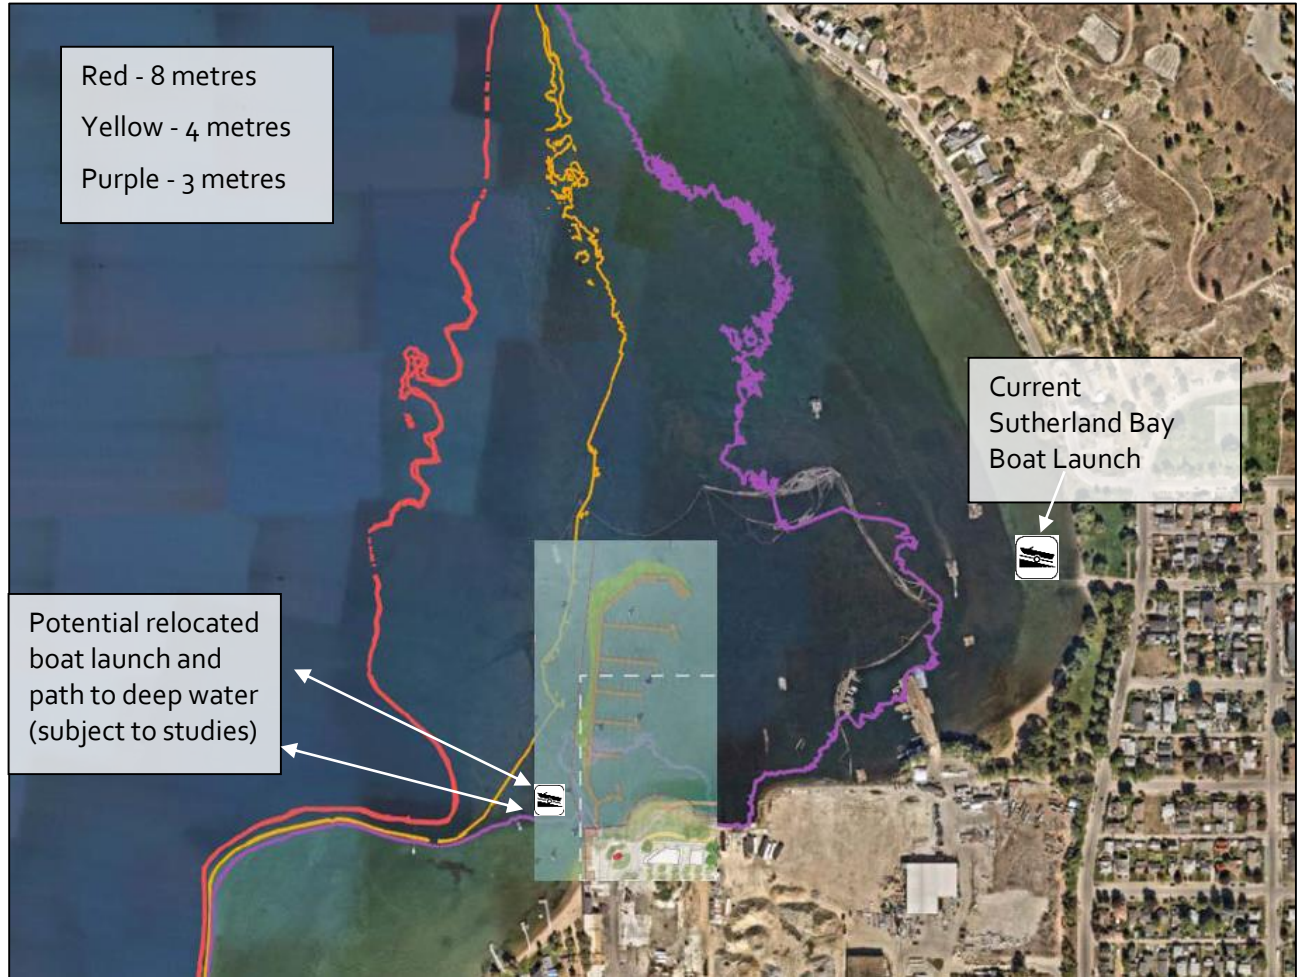 Red - 8 metres
Yellow - 4 metres
Purple - 3 metres
Current
Sutherland Bay
Boat Launch
Potential relocated
boat launch and
path to deep water
(subject to studies)